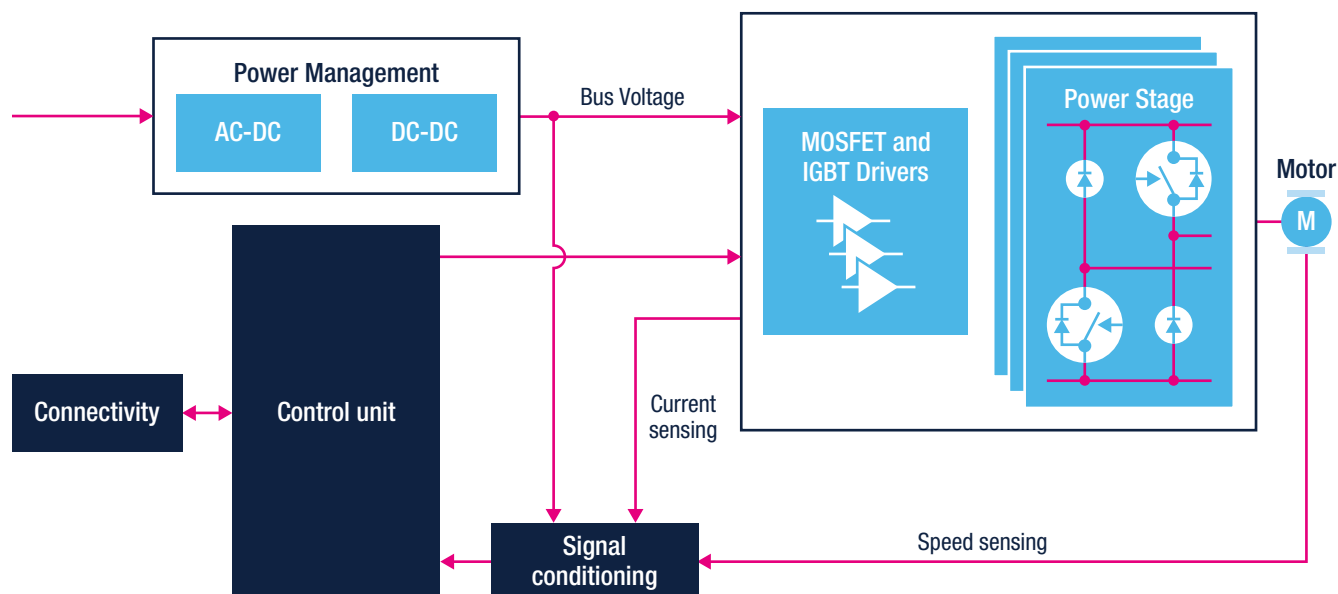 Power Management
AC-DC
DC-DC
Bus Voltage
MOSFET and
IGBT Drivers
Power Stage
Motor
M
Connectivity
Control unit
Current
sensing
Signal
conditioning
Speed sensing